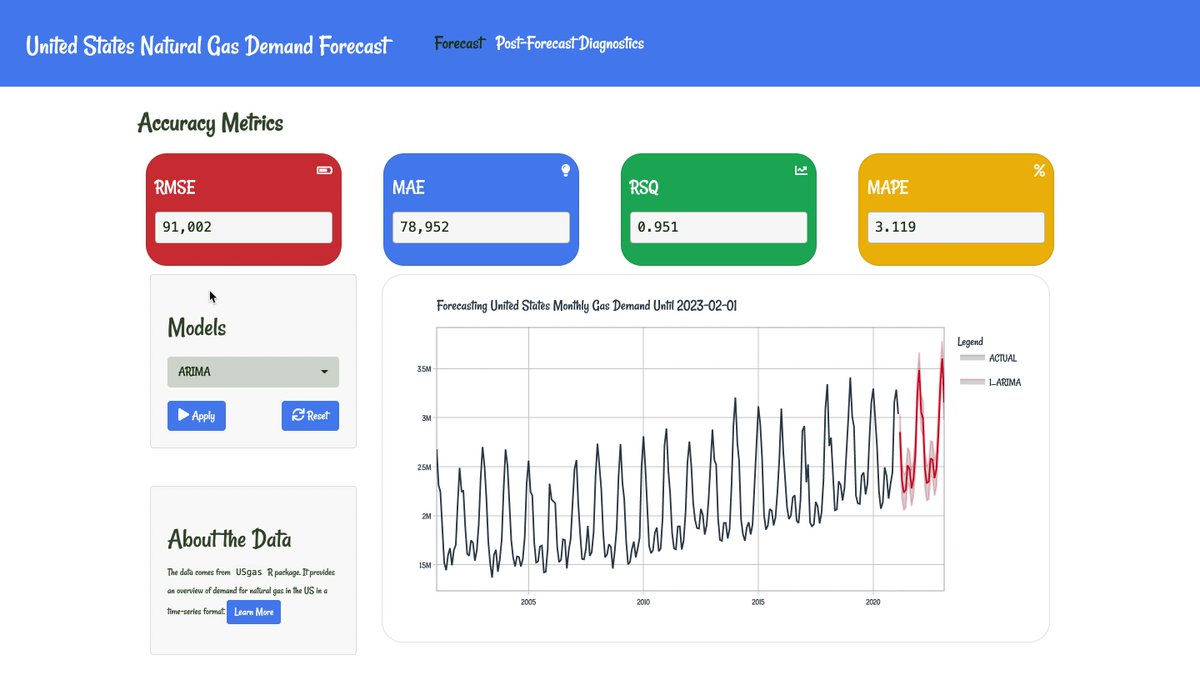 United States Natural Gas Demand Forecast
Forecast
Post-Forecast Diagnostics
Accuracy Metrics
RMSE
91,002
MAE
78,952
RSQ
0.951
MAPE
3.119
Models
ARIMA
Apply
Reset
About the Data
The data comes from USgas R package. It provides
an overview of demand for natural gas in the US in a
time-series format.
Learn More
Forecasting United States Monthly Gas Demand Until 2023-02-01
3.5M
3M
2.5M
2M
1.5M
2005
2010
2015
2020
Legend
ACTUAL
1_ARIMA